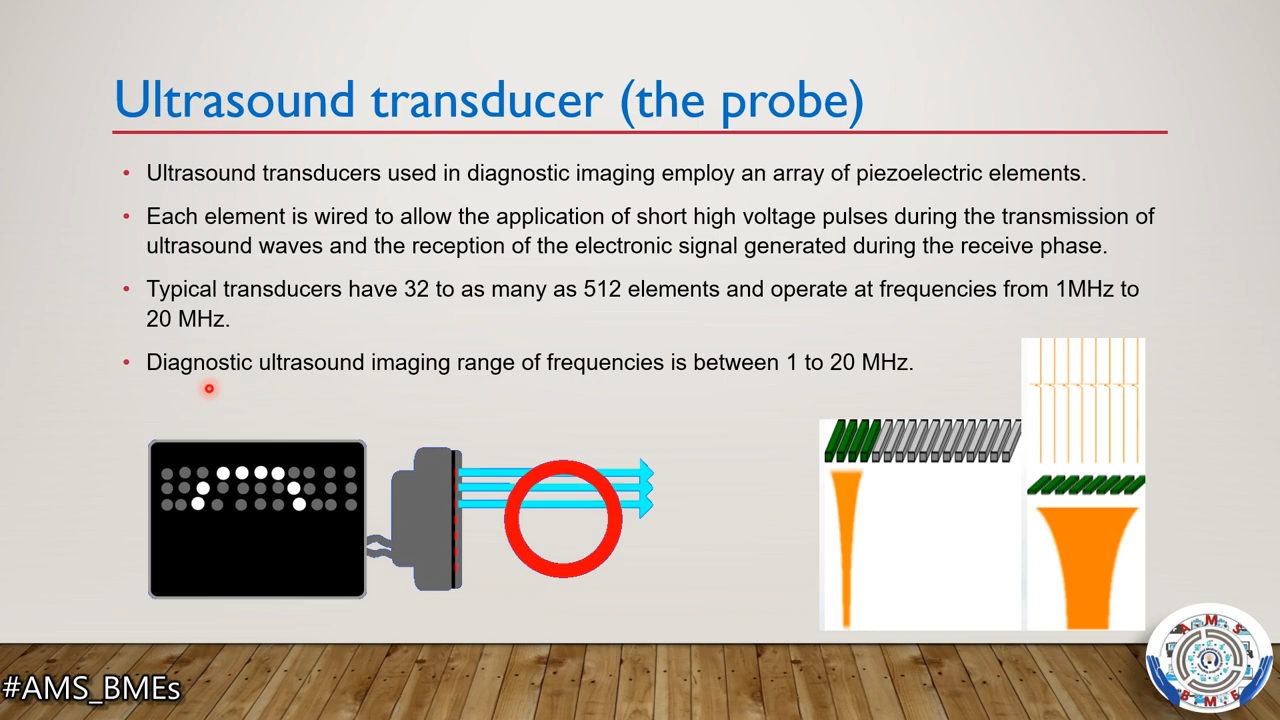 Ultrasound transducer (the probe)
• Ultrasound transducers used in diagnostic imaging employ an array of piezoelectric elements.
• Each element is wired to allow the application of short high voltage pulses during the transmission of
ultrasound waves and the reception of the electronic signal generated during the receive phase.
• Typical transducers have 32 to as many as 512 elements and operate at frequencies from 1MHz to
20 MHz.
• Diagnostic ultrasound imaging range of frequencies is between 1 to 20 MHz.
#AMS_BMEs
AMS
BME